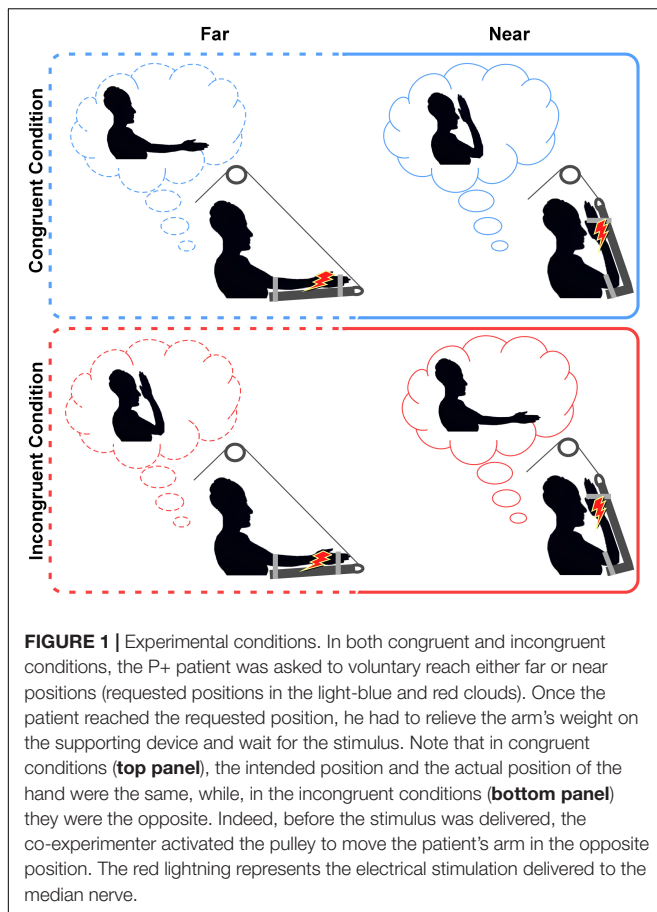 Far
Near
Congruent Condition
Incongruent Condition
FIGURE 1 | Experimental conditions. In both congruent and incongruent
conditions, the P+ patient was asked to voluntary reach either far or near
positions (requested positions in the light-blue and red clouds). Once the
patient reached the requested position, he had to relieve the arm's weight on
the supporting device and wait for the stimulus. Note that in congruent
conditions (top panel), the intended position and the actual position of the
hand were the same, while, in the incongruent conditions (bottom panel)
they were the opposite. Indeed, before the stimulus was delivered, the
co-experimenter activated the pulley to move the patient's arm in the opposite
position. The red lightning represents the electrical stimulation delivered to the
median nerve.